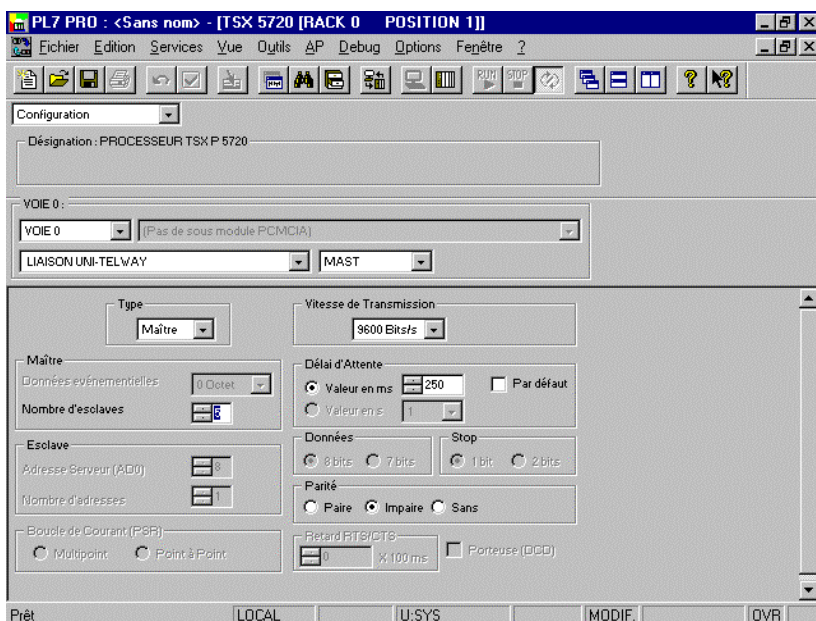 PL7 PRO : <Sans nom> - [TSX 5720 [RACK 0 POSITION 1]]
Fichier Edition Services Vue Outils AP Debug Options Fenêtre ?
RUN STOP
Configuration
Désignation : PROCESSEUR TSX P 5720
VOIE 0 :
VOIE 0 (Pas de sous module PCMCIA)
LIAISON UNI-TELWAY MAST
Type
Maître
Vitesse de Transmission
9600 Bits/s
Maître
Données evénementielles 0 Octet
Nombre d'esclaves 5
Délai d'Attente
Valeur en ms 250 Par défaut
Valeur en s 1
Esclave
Adresse Serveur (AD0) 8
Nombre d'adresses 1
Données
8 bits 7 bits
Stop
1 bit 2 bits
Parité
Paire Impaire Sans
Boucle de Courant (PSR)
Multipoint Point à Point
Retard RTS/CTS
0 X 100 ms
Porteuse (DCD)
Prêt LOCAL U:SYS MODIF. OVR